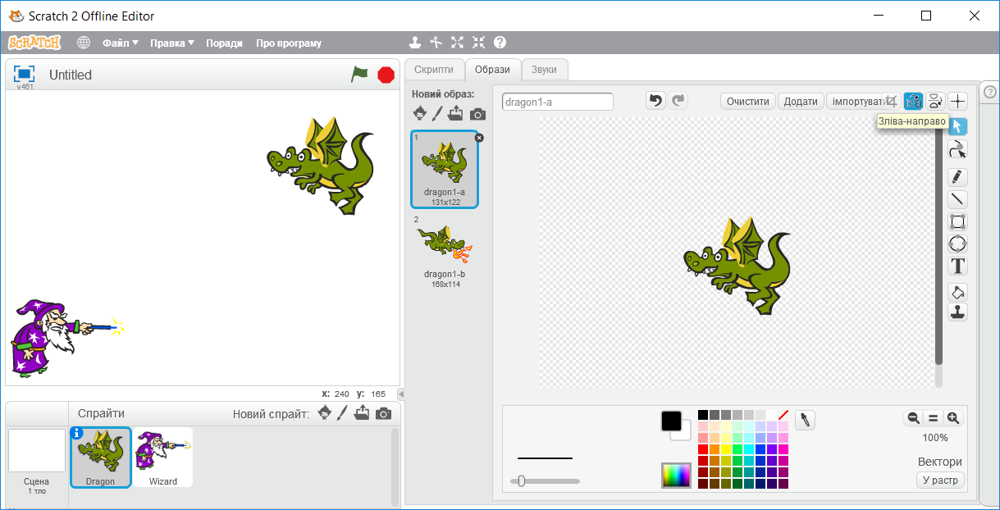 Scratch 2 Offline Editor
SCRATCH
Файл Правка Поради Про програму
v461
Untitled
Скрипти Образи Звуки
Новий образ:
dragon1-a
Очистити Додати імпортувати
Зліва-направо
1
dragon1-a
131x122
2
dragon1-b
168x114
T
x: 240 y: 165
Спрайти Новий спрайт:
Сцена
1 тло
Dragon
Wizard
100%
Вектори
У растр